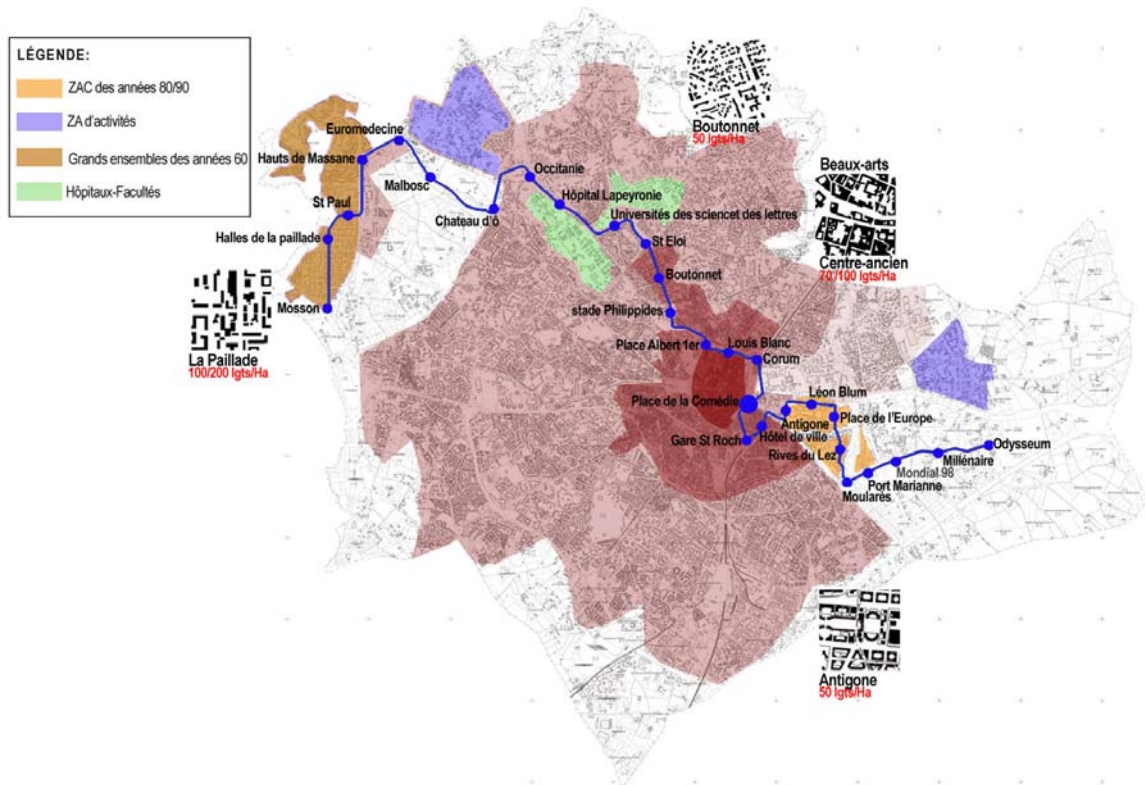 LÉGENDE:
ZAC des années 80/90
ZA d'activités
Grands ensembles des années 60
Hôpitaux-Facultés
Boutonnet
50 lgts/Ha
Beaux-arts
Centre-ancien
70 /100 lgts/Ha
Euromedecine
Hauts de Massane
Malbosc
St Paul
Chateau d'ô
Occitanie
Hôpital Lapeyronie
Universités des sciencet des lettres
St Eloi
Halles de la paillade
Boutonnet
Mosson
stade Philippides
La Paillade
100/200 lgts/Ha
Place Albert 1er
Louis Blanc
Corum
Place de la Comédie
Léon Blum
Antigone
Place de l'Europe
Gare St Roch
Hôtel de ville
Rives du Lez
Odysseum
Millénaire
Mondial 98
Port Marianne
Moularès
Antigone
50 lgts/Ha